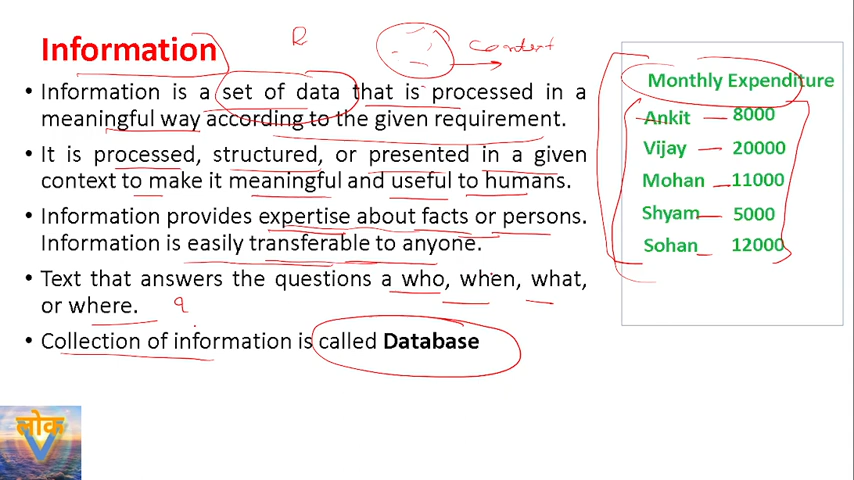 Information
R
Context
• Information is a set of data that is processed in a
meaningful way according to the given requirement.
• It is processed, structured, or presented in a given
context to make it meaningful and useful to humans.
• Information provides expertise about facts or persons.
Information is easily transferable to anyone.
• Text that answers the questions a who, when, what,
or where.
• Collection of information is called Database
Monthly Expenditure
Ankit 8000
Vijay 20000
Mohan 11000
Shyam 5000
Sohan 12000
लोक